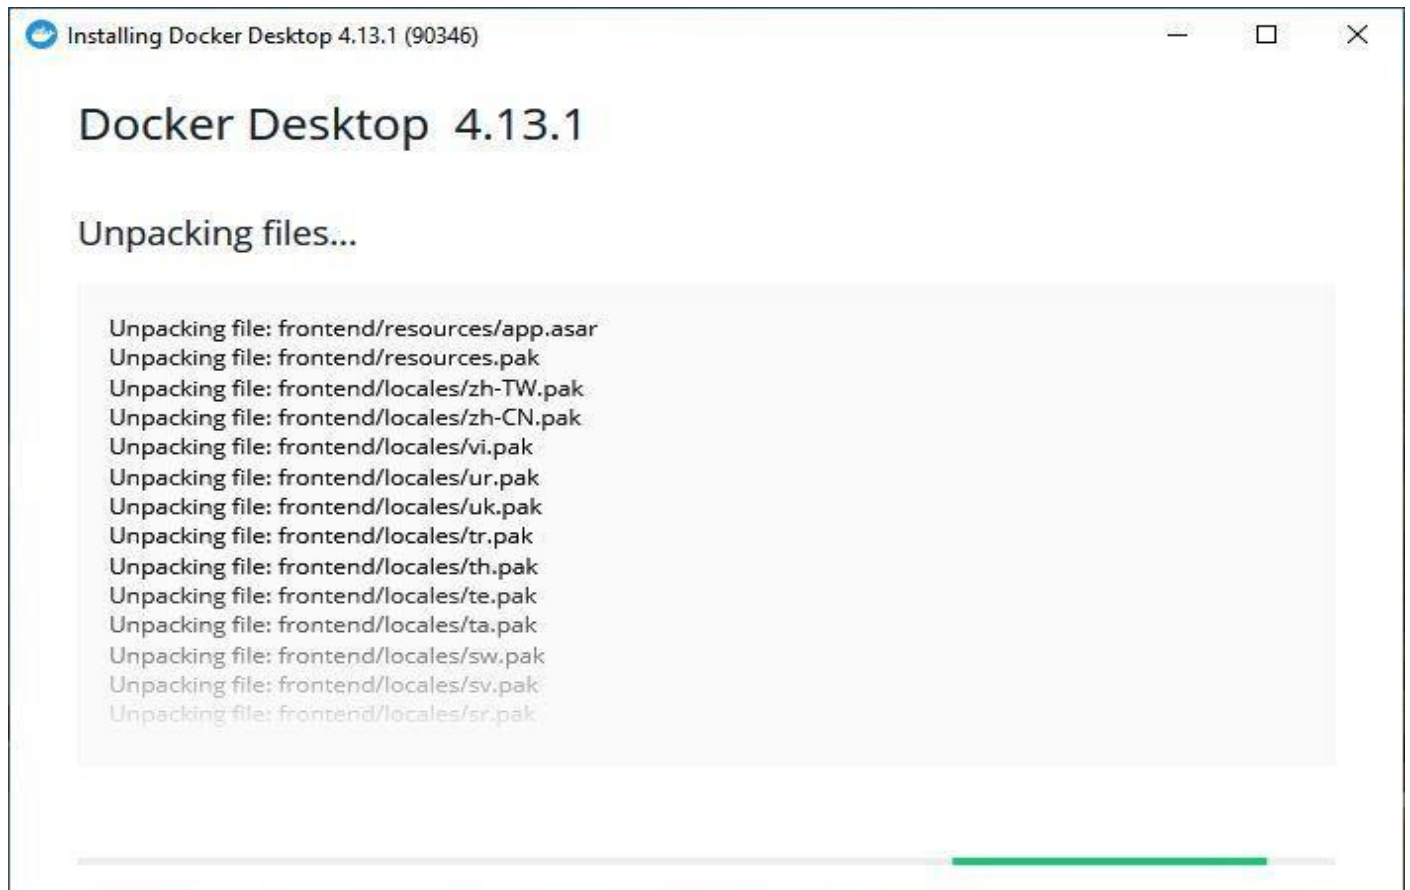 Installing Docker Desktop 4.13.1 (90346)
Docker Desktop 4.13.1
Unpacking files...
Unpacking file: frontend/resources/app.asar
Unpacking file: frontend/resources.pak
Unpacking file: frontend/locales/zh-TW.pak
Unpacking file: frontend/locales/zh-CN.pak
Unpacking file: frontend/locales/vi.pak
Unpacking file: frontend/locales/ur.pak
Unpacking file: frontend/locales/uk.pak
Unpacking file: frontend/locales/tr.pak
Unpacking file: frontend/locales/th.pak
Unpacking file: frontend/locales/te.pak
Unpacking file: frontend/locales/ta.pak
Unpacking file: frontend/locales/sw.pak
Unpacking file: frontend/locales/sv.pak
Unpacking file: frontend/locales/sr.pak